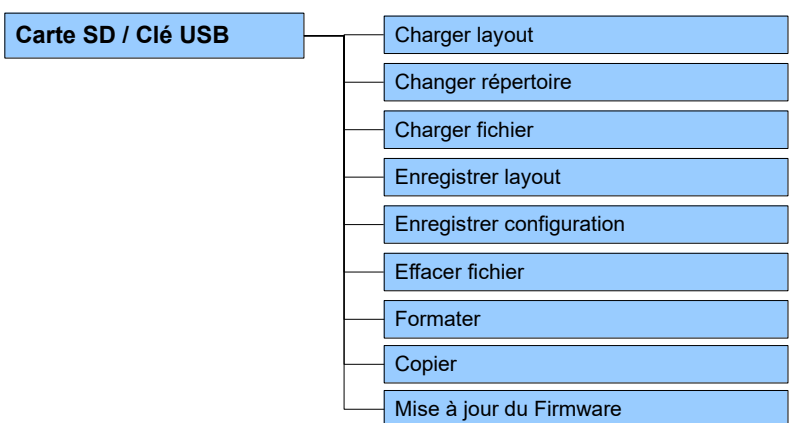 Carte SD / Clé USB
Charger layout
Changer répertoire
Charger fichier
Enregistrer layout
Enregistrer configuration
Effacer fichier
Formater
Copier
Mise à jour du Firmware